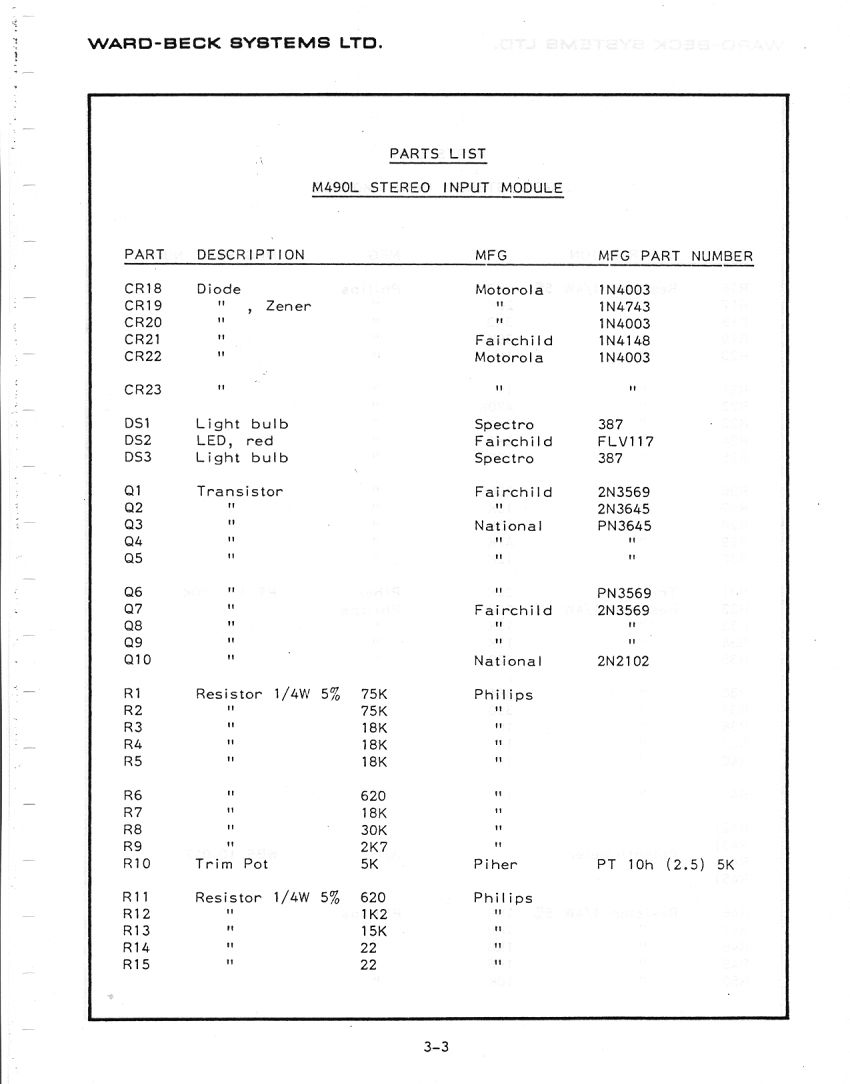 WARD-BECK SYSTEMS LTD.
PARTS LIST
M490L STEREO INPUT MODULE
PART DESCRIPTION MFG MFG PART NUMBER
CR18 Diode Motorola 1N4003
CR19 " , Zener " 1N4743
CR20 " " 1N4003
CR21 " Fairchild 1N4148
CR22 " Motorola 1N4003
CR23 " " "
DS1 Light bulb Spectro 387
DS2 LED, red Fairchild FLV117
DS3 Light bulb Spectro 387
Q1 Transistor Fairchild 2N3569
Q2 " " 2N3645
Q3 " National PN3645
Q4 " " "
Q5 " " "
Q6 " " PN3569
Q7 " Fairchild 2N3569
Q8 " " "
Q9 " " "
Q10 " National 2N2102
R1 Resistor 1/4W 5% 75K Philips
R2 " 75K "
R3 " 18K "
R4 " 18K "
R5 " 18K "
R6 " 620 "
R7 " 18K "
R8 " 30K "
R9 " 2K7 "
R10 Trim Pot 5K Piher PT 10h (2.5) 5K
R11 Resistor 1/4W 5% 620 Philips
R12 " 1K2 "
R13 " 15K "
R14 " 22 "
R15 " 22 "
3-3